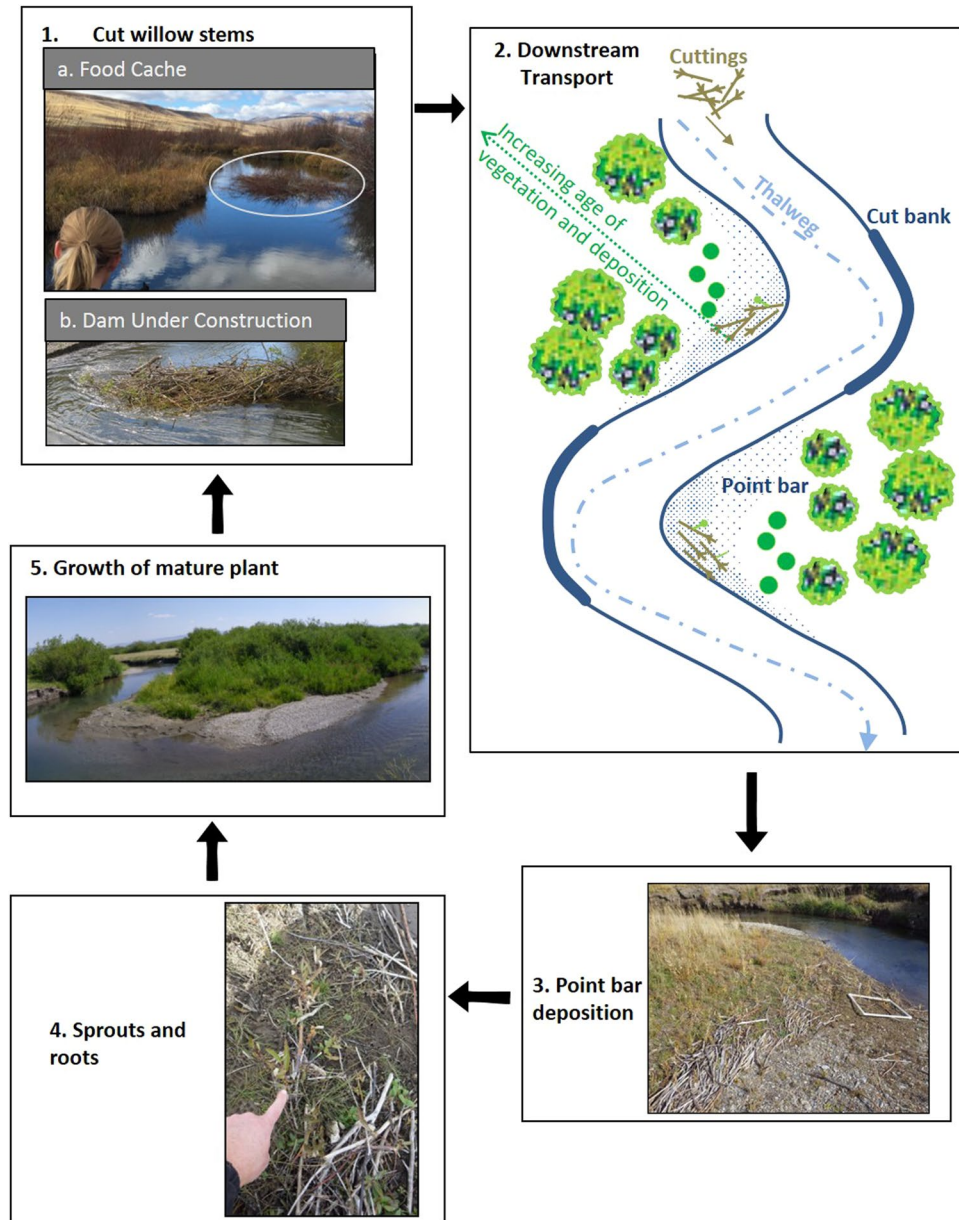 1. Cut willow stems
a. Food Cache
b. Dam Under Construction
2. Downstream
Transport
Cuttings
Increasing age of
vegetation and deposition
Thalweg
Cut bank
Point bar
3. Point bar
deposition
4. Sprouts and
roots
5. Growth of mature plant